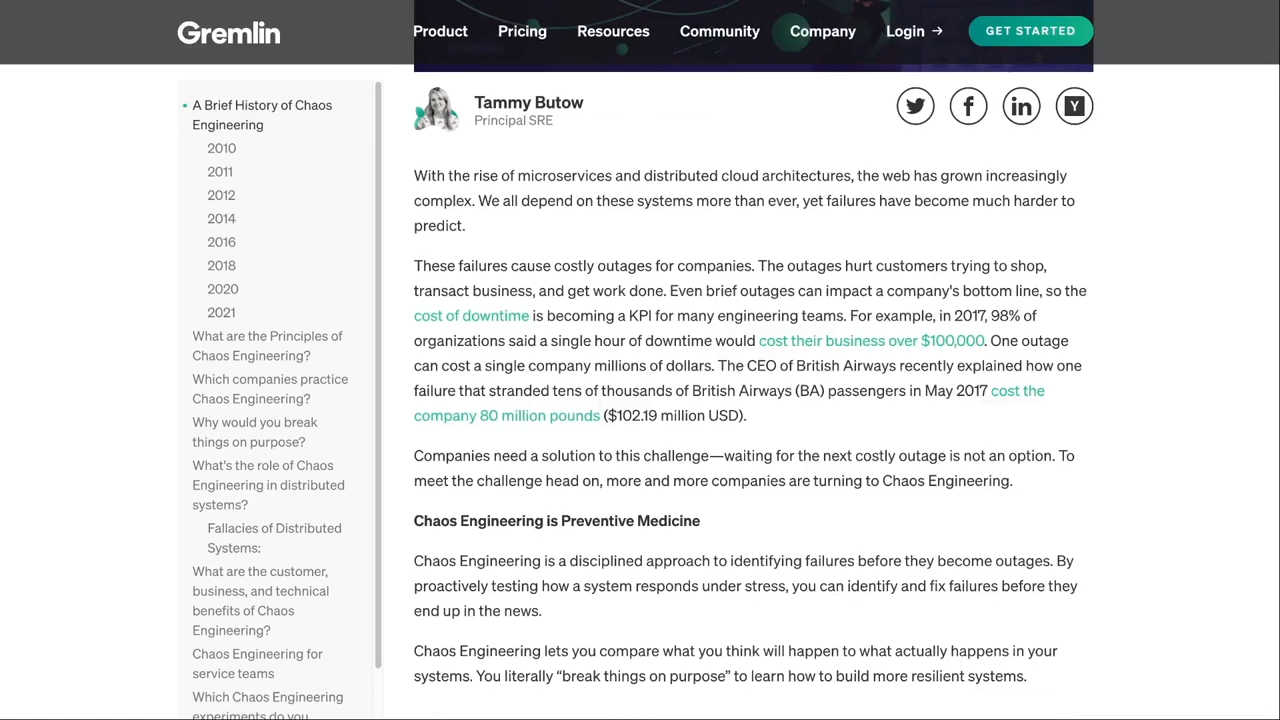 Gremlin
Product
Pricing
Resources
Community
Company
Login →
GET STARTED
A Brief History of Chaos
Engineering
2010
2011
2012
2014
2016
2018
2020
2021
What are the Principles of
Chaos Engineering?
Which companies practice
Chaos Engineering?
Why would you break
things on purpose?
What's the role of Chaos
Engineering in distributed
systems?
Fallacies of Distributed
Systems:
What are the customer,
business, and technical
benefits of Chaos
Engineering?
Chaos Engineering for
service teams
Which Chaos Engineering
experiments do you
Tammy Butow
Principal SRE
f
in
Y
With the rise of microservices and distributed cloud architectures, the web has grown increasingly
complex. We all depend on these systems more than ever, yet failures have become much harder to
predict.
These failures cause costly outages for companies. The outages hurt customers trying to shop,
transact business, and get work done. Even brief outages can impact a company's bottom line, so the
cost of downtime is becoming a KPI for many engineering teams. For example, in 2017, 98% of
organizations said a single hour of downtime would cost their business over $100,000. One outage
can cost a single company millions of dollars. The CEO of British Airways recently explained how one
failure that stranded tens of thousands of British Airways (BA) passengers in May 2017 cost the
company 80 million pounds ($102.19 million USD).
Companies need a solution to this challenge—waiting for the next costly outage is not an option. To
meet the challenge head on, more and more companies are turning to Chaos Engineering.
Chaos Engineering is Preventive Medicine
Chaos Engineering is a disciplined approach to identifying failures before they become outages. By
proactively testing how a system responds under stress, you can identify and fix failures before they
end up in the news.
Chaos Engineering lets you compare what you think will happen to what actually happens in your
systems. You literally “break things on purpose” to learn how to build more resilient systems.